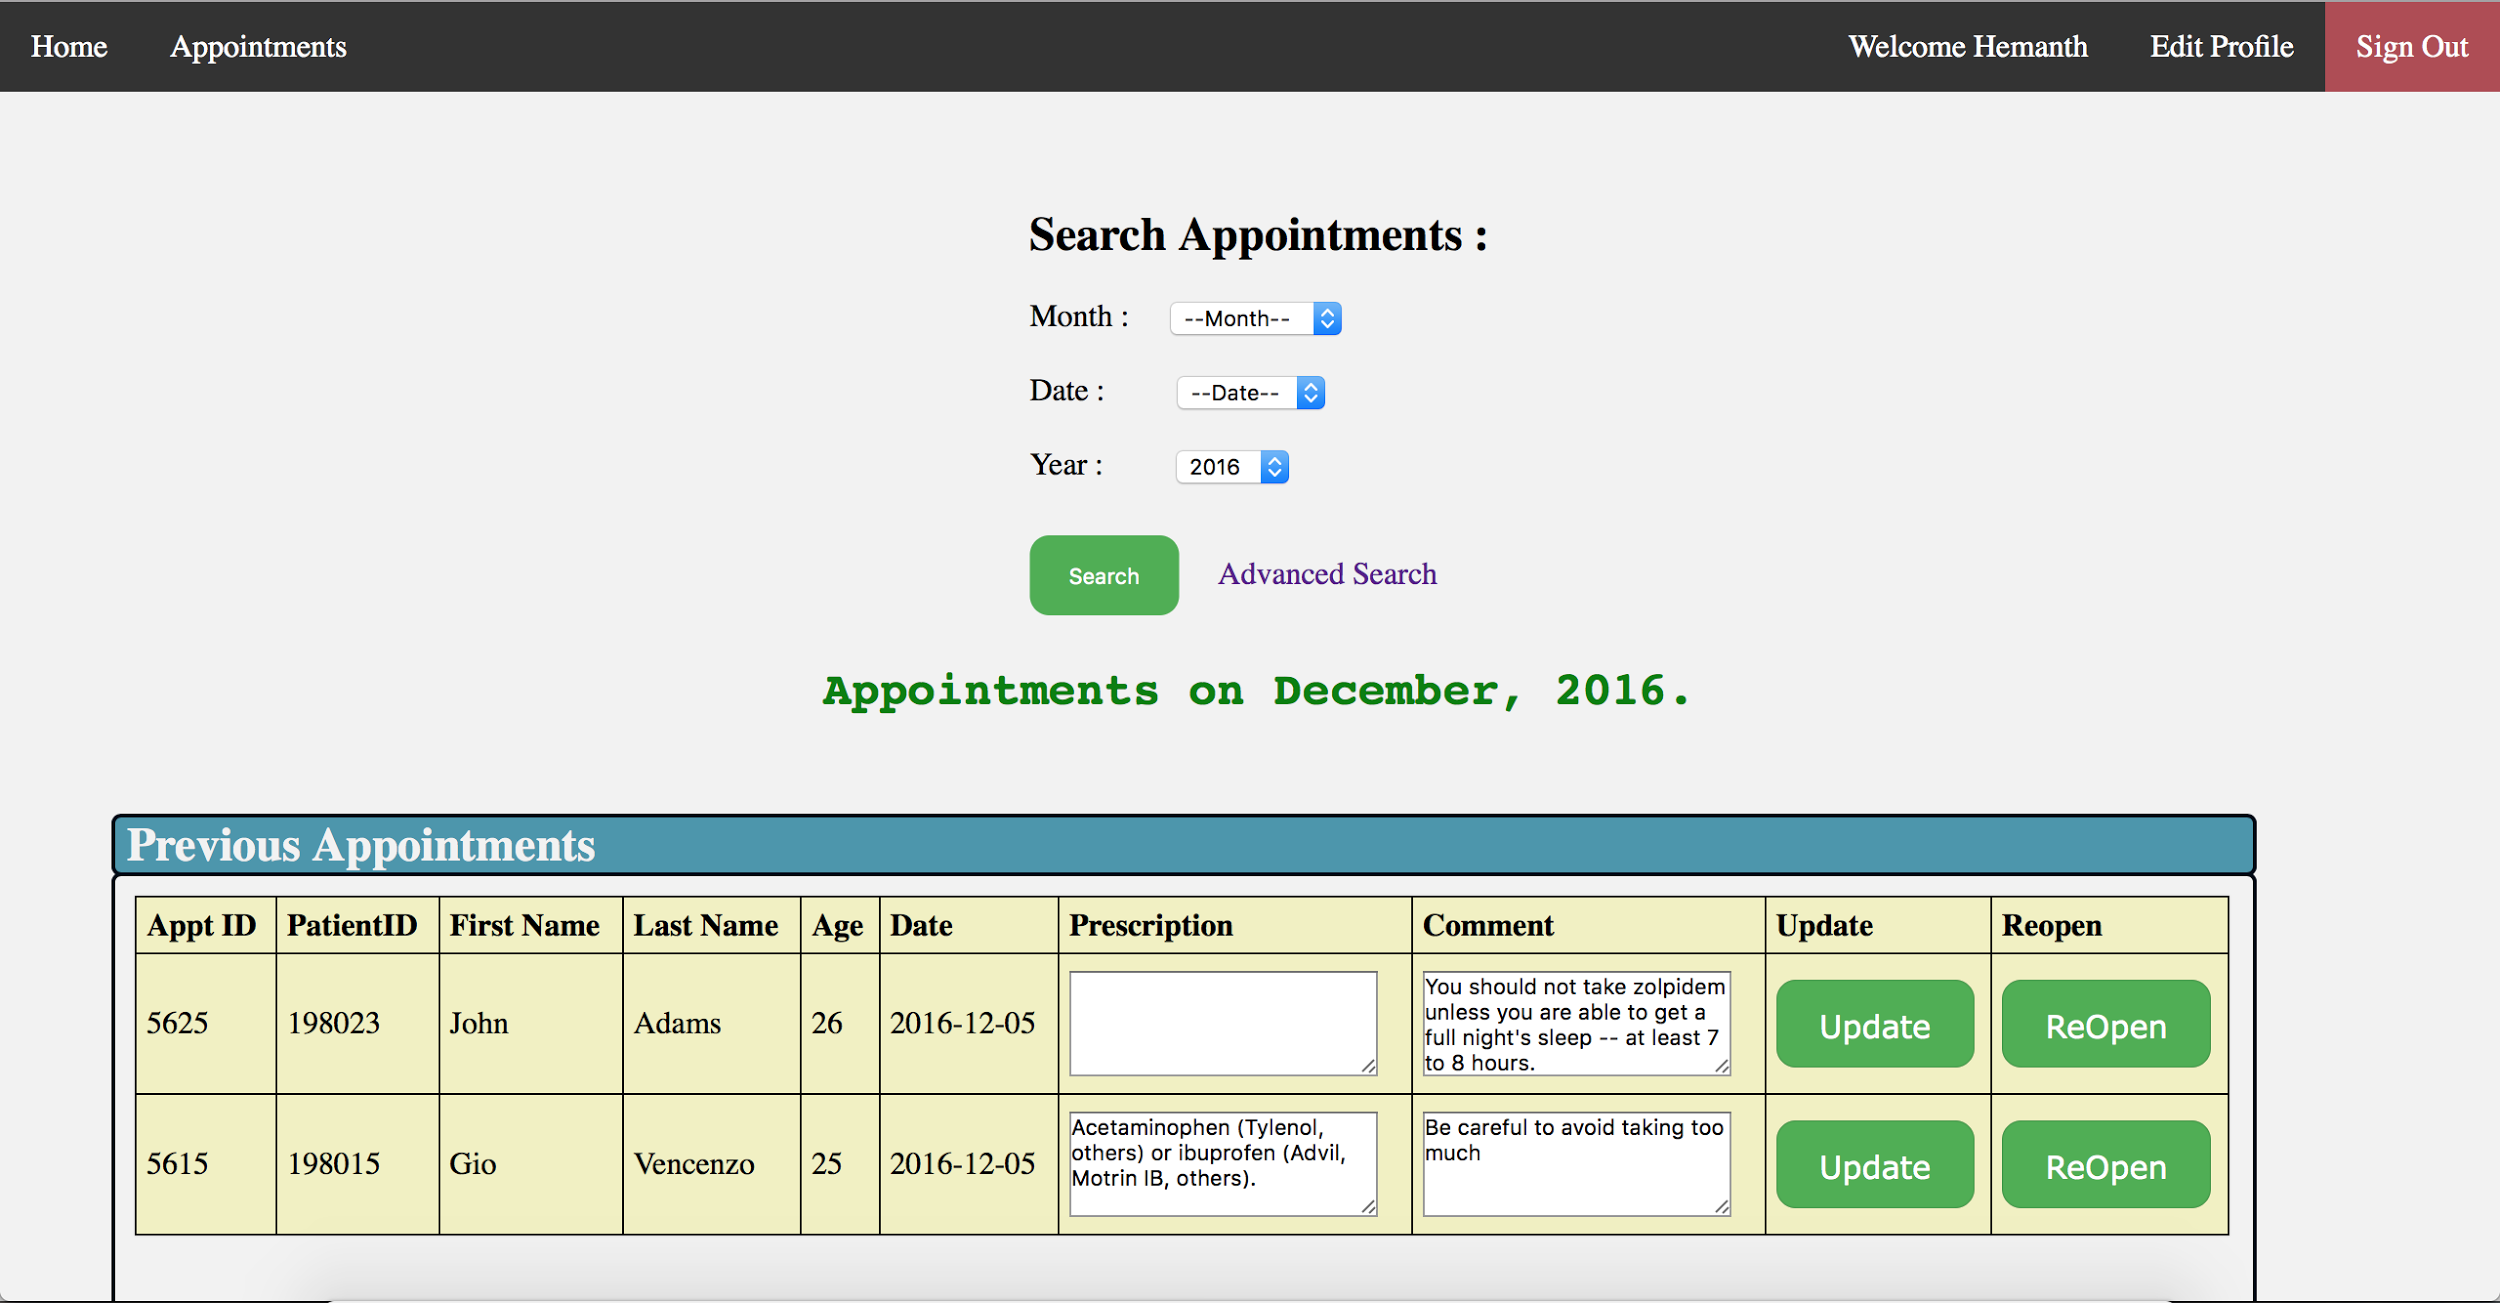 Home Appointments Welcome Hemanth Edit Profile Sign Out
Search Appointments :
Month : --Month--
Date : --Date--
Year : 2016
Search Advanced Search
Appointments on December, 2016.
Previous Appointments
Appt ID PatientID First Name Last Name Age Date Prescription Comment Update Reopen
5625 198023 John Adams 26 2016-12-05
You should not take zolpidem
unless you are able to get a
full night's sleep -- at least 7
to 8 hours.
Update ReOpen
5615 198015 Gio Vencenzo 25 2016-12-05
Acetaminophen (Tylenol,
others) or ibuprofen (Advil,
Motrin IB, others).
Be careful to avoid taking too
much
Update ReOpen